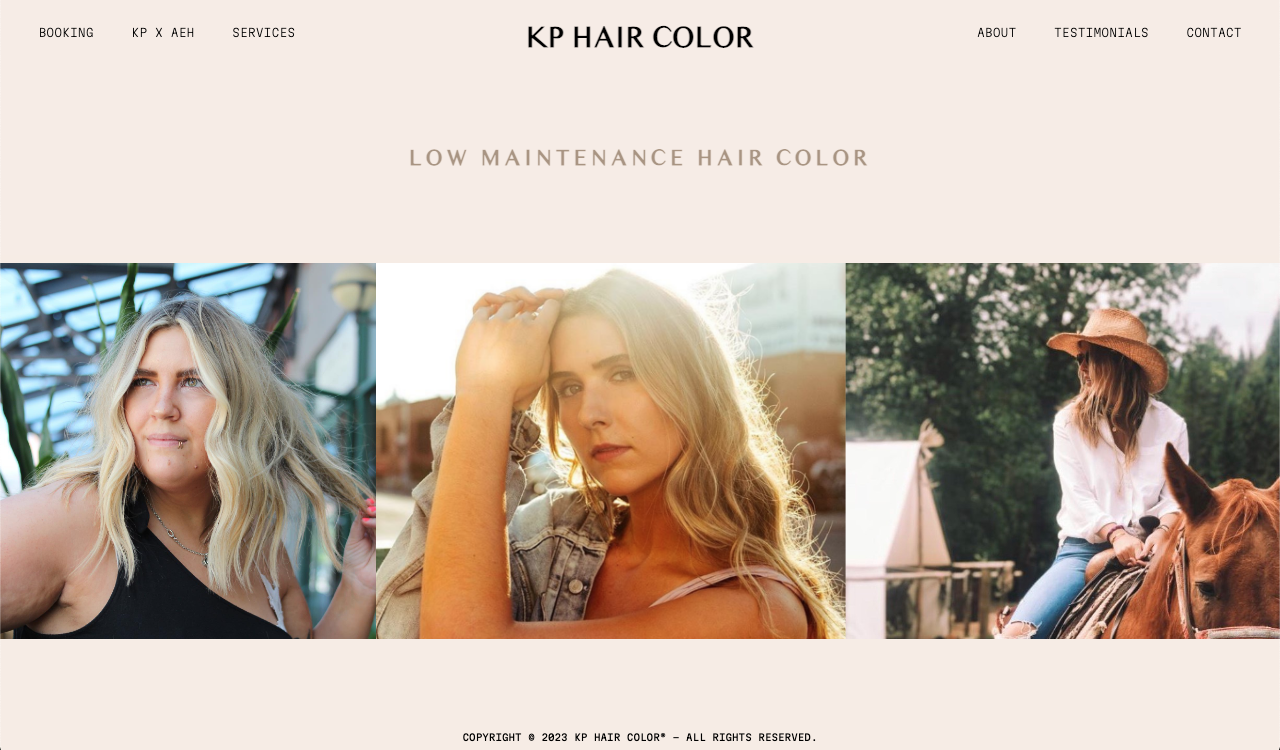 BOOKING KP X AEH SERVICES KP HAIR COLOR ABOUT TESTIMONIALS CONTACT
LOW MAINTENANCE HAIR COLOR
COPYRIGHT © 2023 KP HAIR COLOR® – ALL RIGHTS RESERVED.